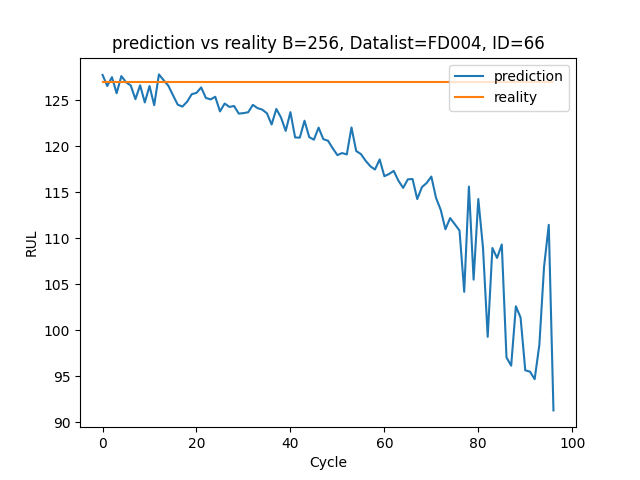 prediction vs reality B=256, Datalist=FD004, ID=66
prediction
reality
RUL
125
120
115
110
105
100
95
90
0 20 40 60 80 100
Cycle